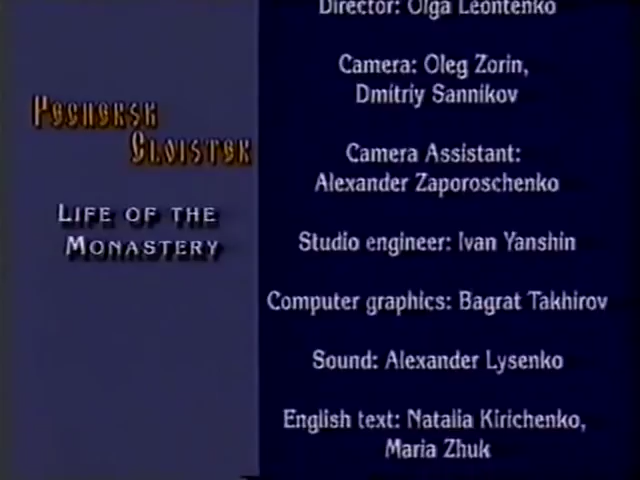 Pechersk
Cloister
Life of the
Monastery
Director: Olga Leontenko
Camera: Oleg Zorin,
Dmitriy Sannikov
Camera Assistant:
Alexander Zaporoschenko
Studio engineer: Ivan Yanshin
Computer graphics: Bagrat Takhirov
Sound: Alexander Lysenko
English text: Natalia Kirichenko,
Maria Zhuk